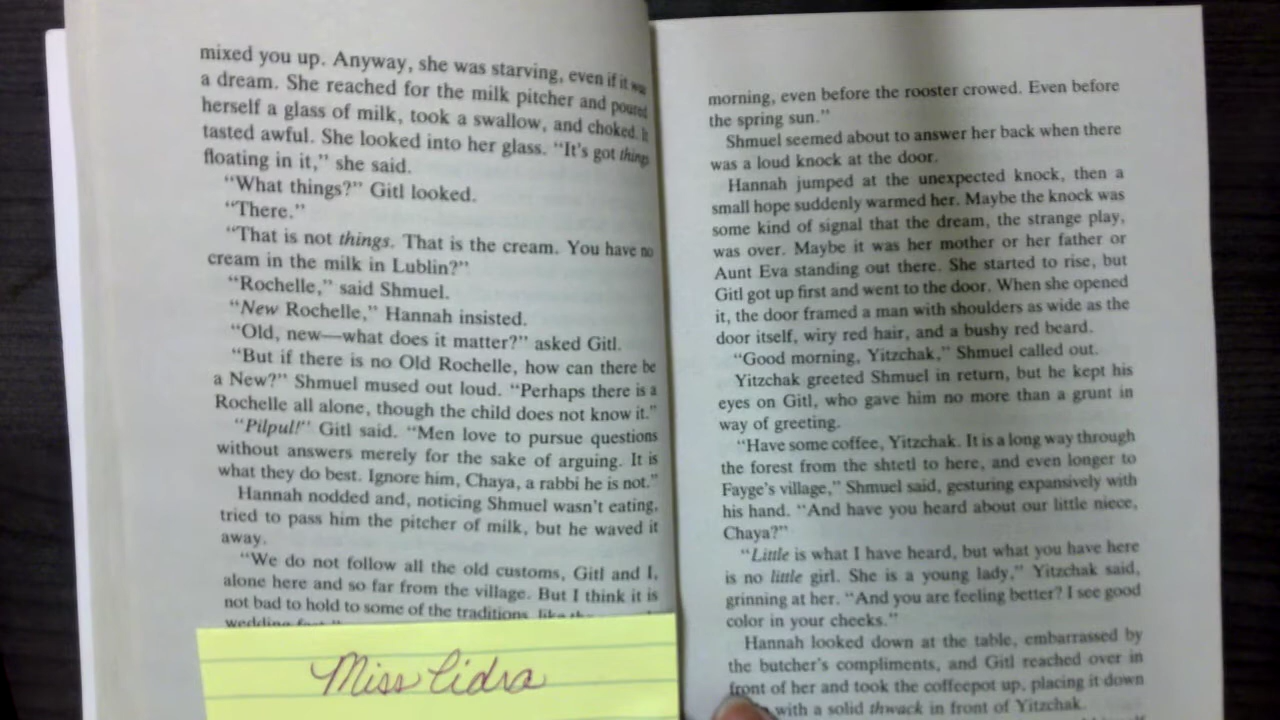 mixed you up. Anyway, she was starving, even if it was
a dream. She reached for the milk pitcher and poured
herself a glass of milk, took a swallow, and choked. It
tasted awful. She looked into her glass. "It's got things
floating in it," she said.
"What things?" Gitl looked.
"There."
"That is not things. That is the cream. You have no
cream in the milk in Lublin?"
"Rochelle," said Shmuel.
"New Rochelle," Hannah insisted.
"Old, new—what does it matter?" asked Gitl.
"But if there is no Old Rochelle, how can there be
a New?" Shmuel mused out loud. "Perhaps there is a
Rochelle all alone, though the child does not know it."
"Pilpul!" Gitl said. "Men love to pursue questions
without answers merely for the sake of arguing. It is
what they do best. Ignore him, Chaya, a rabbi he is not."
Hannah nodded and, noticing Shmuel wasn't eating,
tried to pass him the pitcher of milk, but he waved it
away.
"We do not follow all the old customs, Gitl and I,
alone here and so far from the village. But I think it is
not bad to hold to some of the traditions, like the
wedding fast."
Miss Lidra
morning, even before the rooster crowed. Even before
the spring sun."
Shmuel seemed about to answer her back when there
was a loud knock at the door.
Hannah jumped at the unexpected knock, then a
small hope suddenly warmed her. Maybe the knock was
some kind of signal that the dream, the strange play,
was over. Maybe it was her mother or her father or
Aunt Eva standing out there. She started to rise, but
Gitl got up first and went to the door. When she opened
it, the door framed a man with shoulders as wide as the
door itself, wiry red hair, and a bushy red beard.
"Good morning, Yitzchak," Shmuel called out.
Yitzchak greeted Shmuel in return, but he kept his
eyes on Gitl, who gave him no more than a grunt in
way of greeting.
"Have some coffee, Yitzchak. It is a long way through
the forest from the shtetl to here, and even longer to
Fayge's village," Shmuel said, gesturing expansively with
his hand. "And have you heard about our little niece,
Chaya?"
"Little is what I have heard, but what you have here
is no little girl. She is a young lady," Yitzchak said,
grinning at her. "And you are feeling better? I see good
color in your cheeks."
Hannah looked down at the table, embarrassed by
the butcher's compliments, and Gitl reached over in
front of her and took the coffeepot up, placing it down
with a solid thwack in front of Yitzchak.